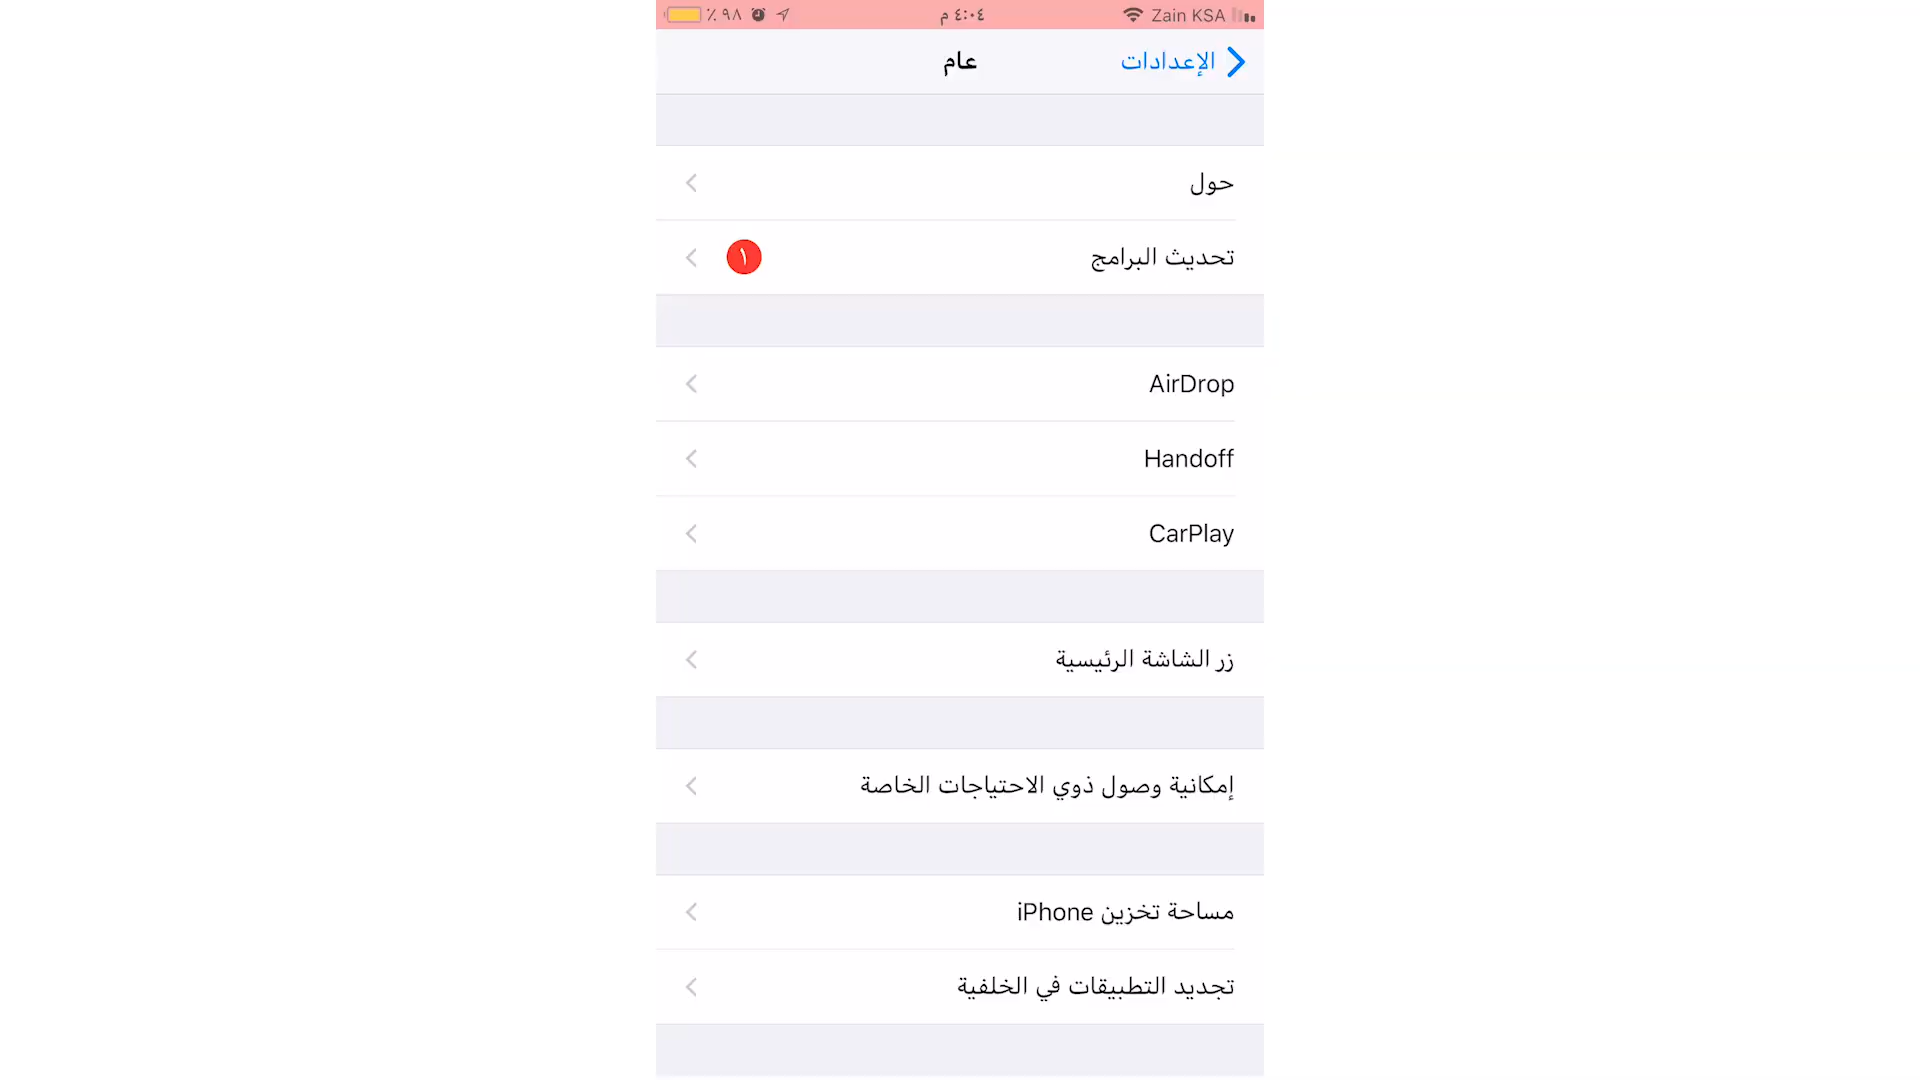 Zain KSA ٤:٠٤ م ٩٨ ٪
الإعدادات
عام
حول
تحديث البرامج ١
AirDrop
Handoff
CarPlay
زر الشاشة الرئيسية
إمكانية وصول ذوي الاحتياجات الخاصة
مساحة تخزين iPhone
تجديد التطبيقات في الخلفية